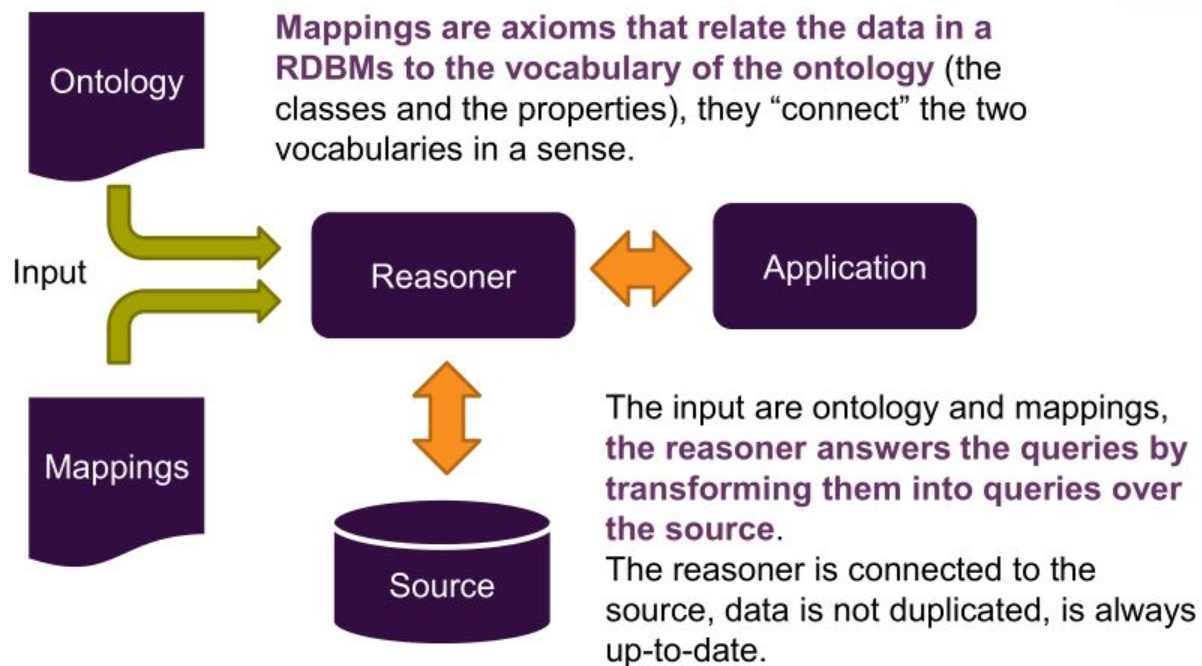 Ontology
Mappings are axioms that relate the data in a
RDBMs to the vocabulary of the ontology (the
classes and the properties), they “connect” the two
vocabularies in a sense.
Input
Reasoner
Application
Mappings
Source
The input are ontology and mappings,
the reasoner answers the queries by
transforming them into queries over
the source.
The reasoner is connected to the
source, data is not duplicated, is always
up-to-date.